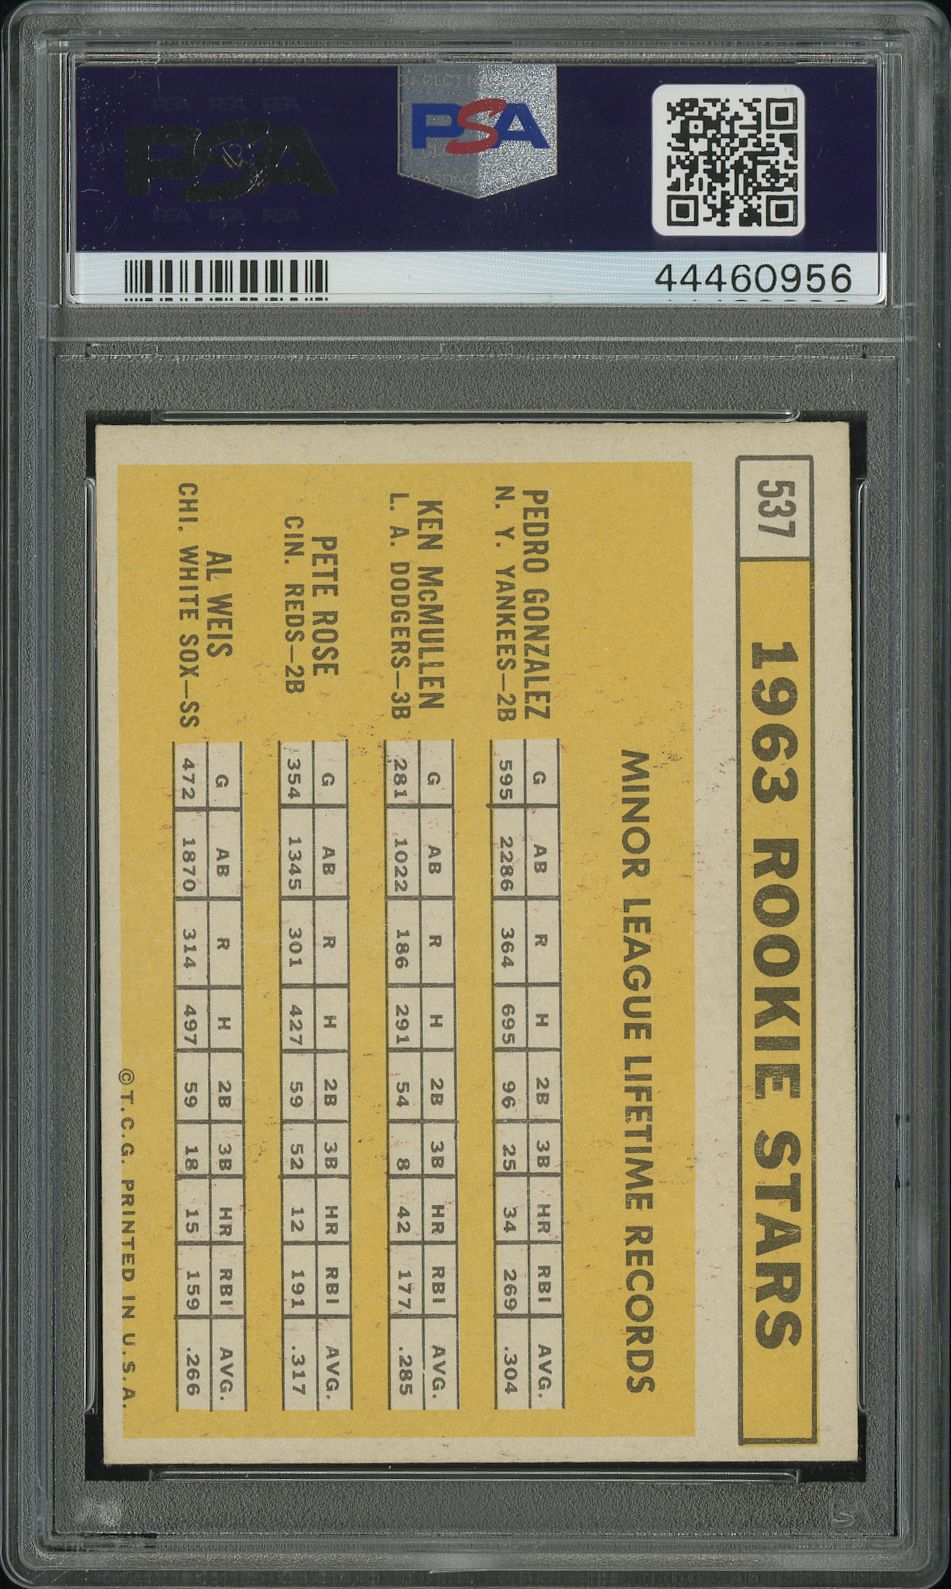 PSA
PSA
44460956
537
1963 ROOKIE STARS
MINOR LEAGUE LIFETIME RECORDS
PEDRO GONZALEZ
N. Y. YANKEES—2B
G AB R H 2B 3B HR RBI AVG.
595 2286 364 695 96 25 34 269 .304
KEN McMULLEN
L. A. DODGERS—3B
G AB R H 2B 3B HR RBI AVG.
281 1022 186 291 54 8 42 177 .285
PETE ROSE
CIN. REDS—2B
G AB R H 2B 3B HR RBI AVG.
354 1345 301 427 59 52 12 191 .317
AL WEIS
CHI. WHITE SOX—SS
G AB R H 2B 3B HR RBI AVG.
472 1870 314 497 59 18 15 159 .266
© T.C.G. PRINTED IN U.S.A.